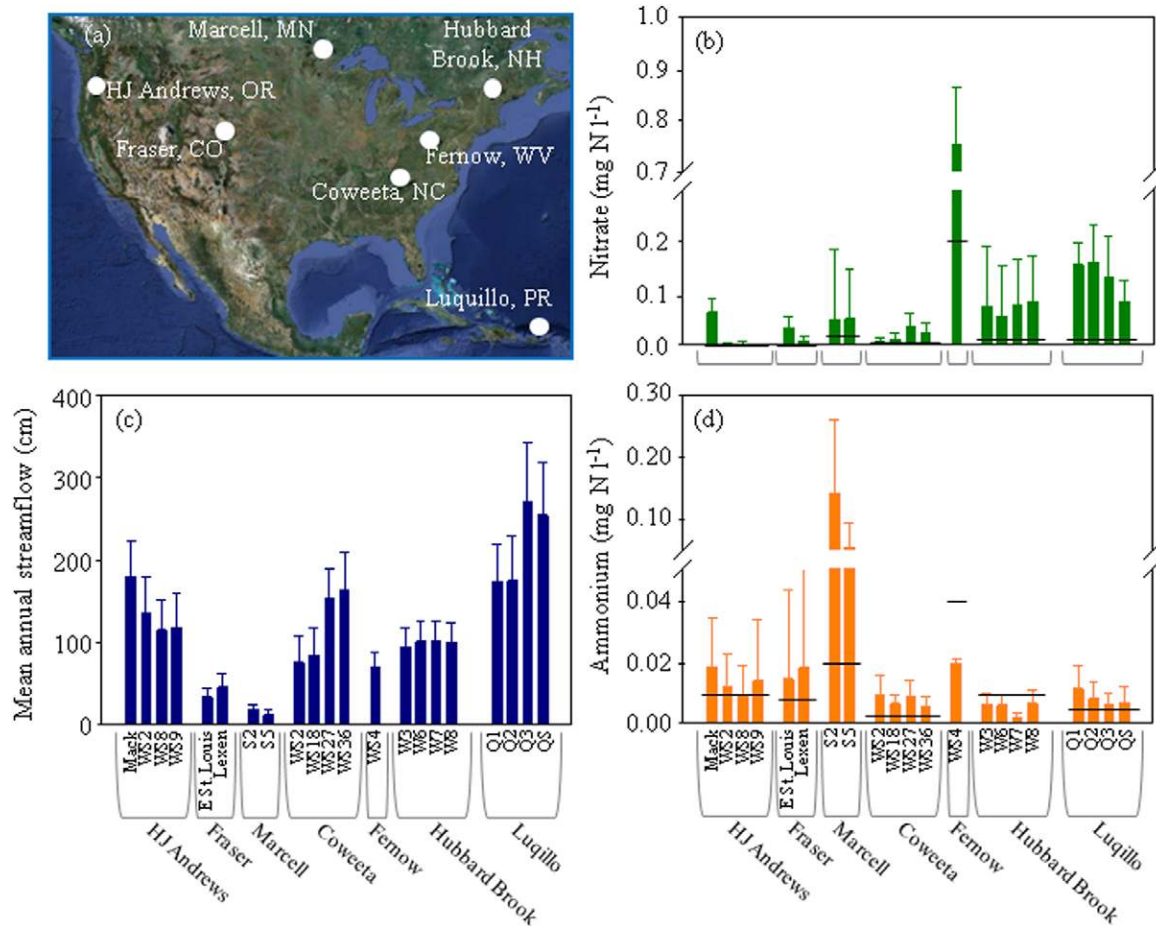 (a)
Marcell, MN
Hubbard
Brook, NH
HJ Andrews, OR
Fraser, CO
Fernow, WV
Coweeta, NC
Luquillo, PR
(b)
Nitrate (mg N l-1)
1.0
0.9
0.8
0.7
0.2
0.1
0.0
(c)
Mean annual streamflow (cm)
400
300
200
100
0
Mack
WS2
WS8
WS9
E St. Louis
Lexen
S2
S5
WS2
WS18
WS27
WS36
WS4
W3
W6
W7
W8
Q1
Q2
Q3
QS
HJ Andrews
Fraser
Marcell
Coweeta
Fernow
Hubbard Brook
Luqillo
(d)
Ammonium (mg N l-1)
0.30
0.20
0.10
0.04
0.02
0.00
Mack
WS2
WS8
WS9
E St. Louis
Lexen
S2
S5
WS2
WS18
WS27
WS36
WS4
W3
W6
W7
W8
Q1
Q2
Q3
QS
HJ Andrews
Fraser
Marcell
Coweeta
Fernow
Hubbard Brook
Luqillo